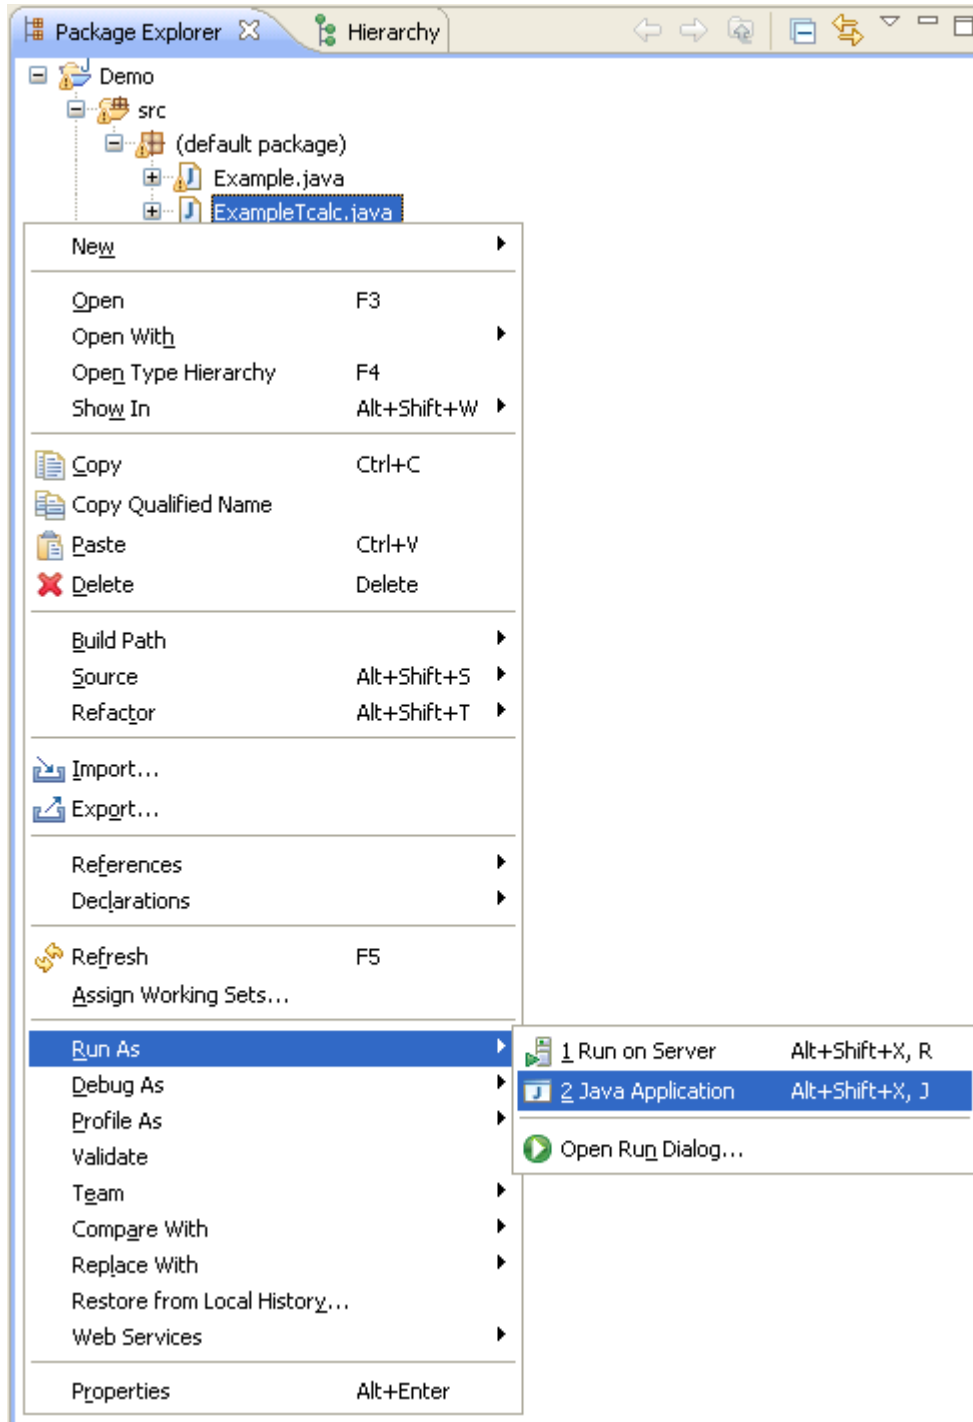 Package Explorer Hierarchy
Demo
src
(default package)
Example.java
ExampleTcalc.java
New
Open F3
Open With
Open Type Hierarchy F4
Show In Alt+Shift+W
Copy Ctrl+C
Copy Qualified Name
Paste Ctrl+V
Delete Delete
Build Path
Source Alt+Shift+S
Refactor Alt+Shift+T
Import...
Export...
References
Declarations
Refresh F5
Assign Working Sets...
Run As
1 Run on Server Alt+Shift+X, R
2 Java Application Alt+Shift+X, J
Open Run Dialog...
Debug As
Profile As
Validate
Team
Compare With
Replace With
Restore from Local History...
Web Services
Properties Alt+Enter